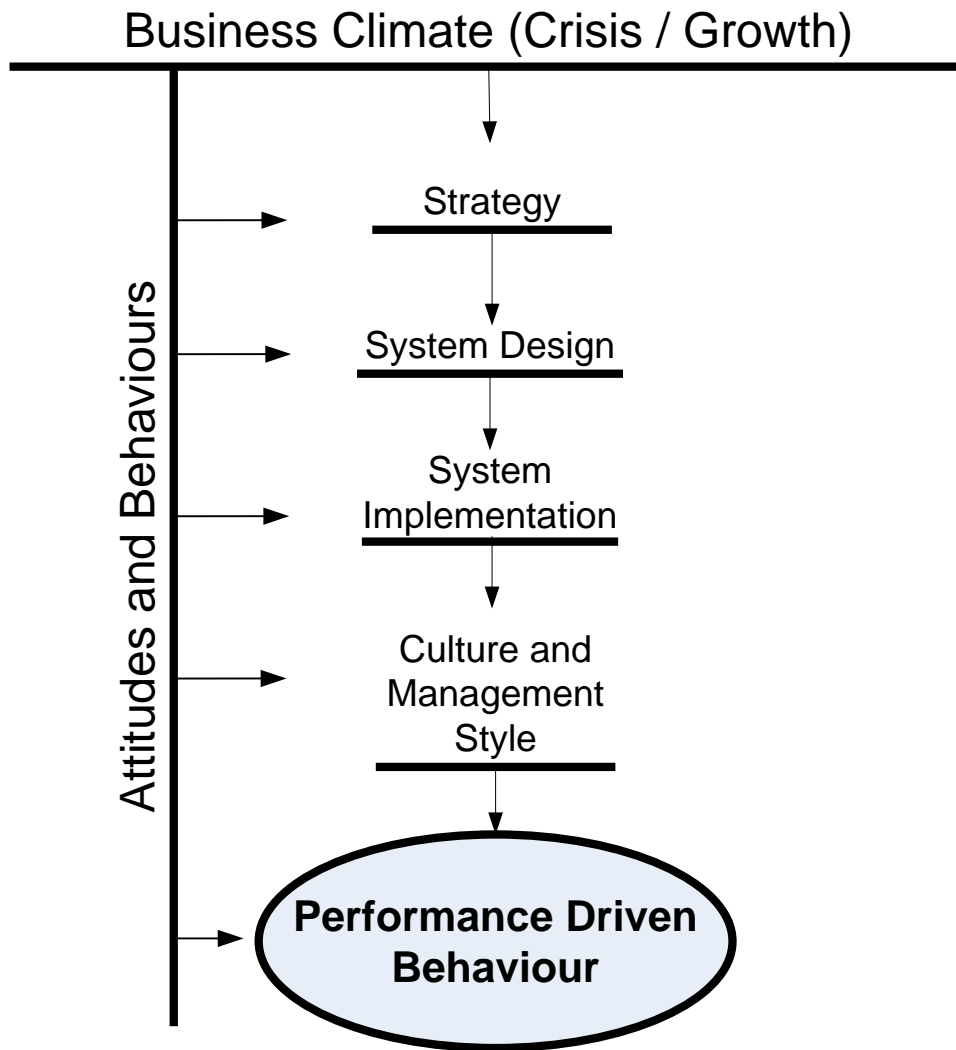 Business Climate (Crisis / Growth)
Attitudes and Behaviours
Strategy
System Design
System
Implementation
Culture and
Management
Style
Performance Driven
Behaviour